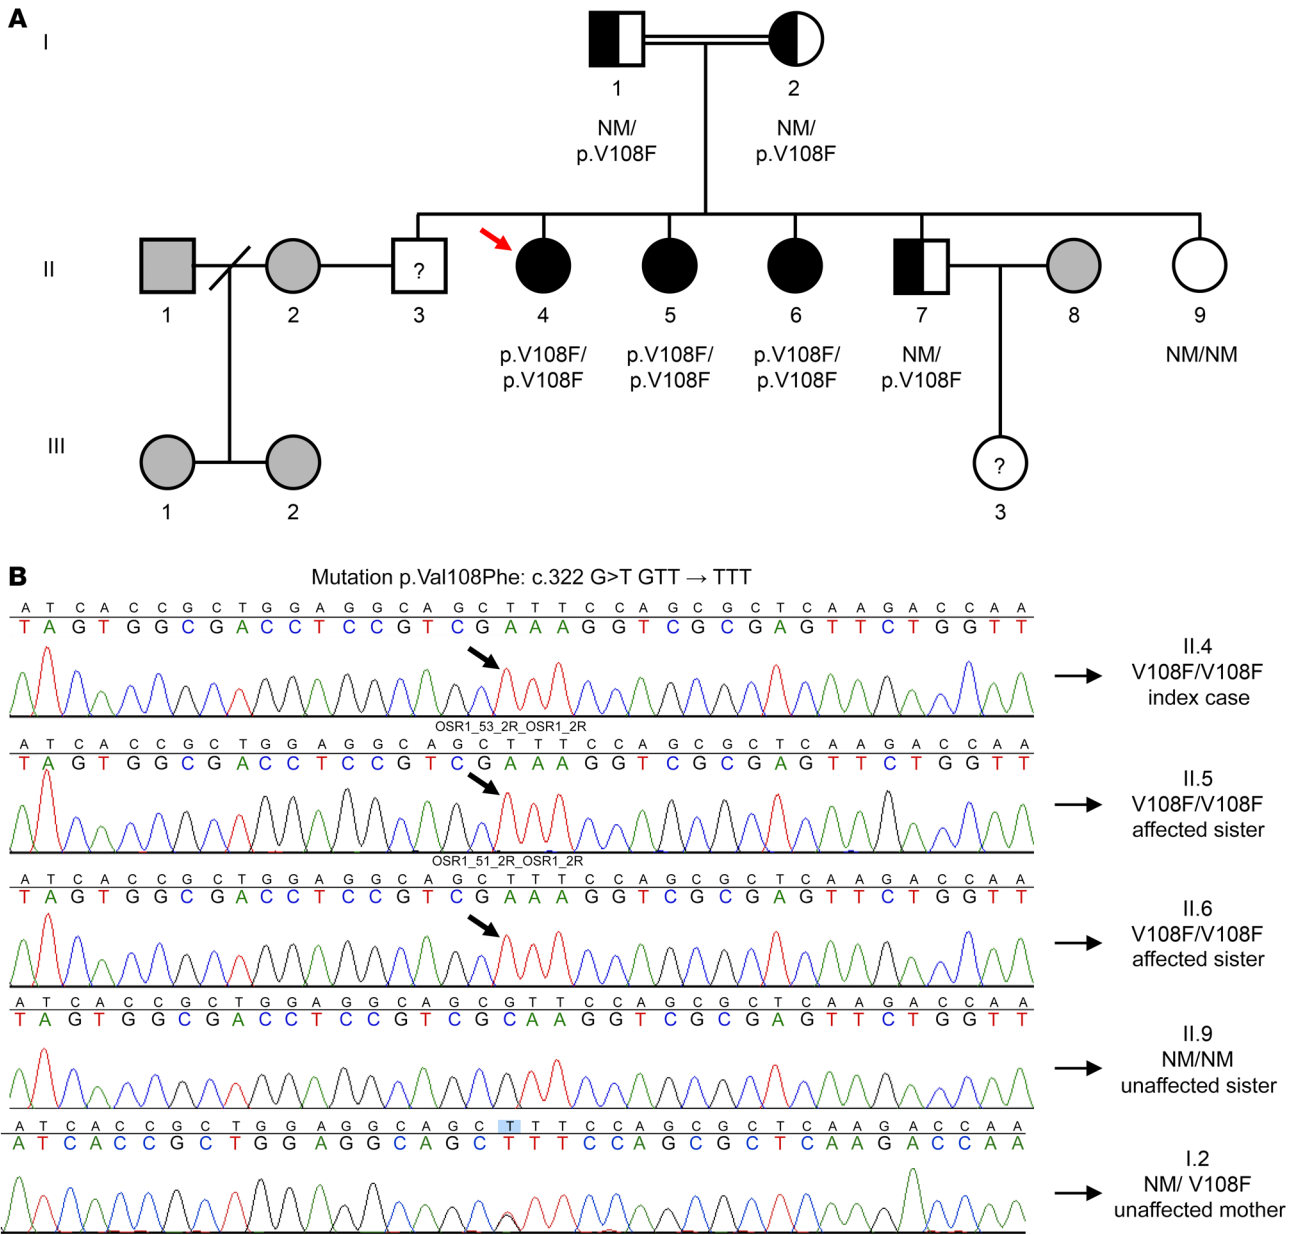 A
I
1 2
NM/ NM/
p.V108F p.V108F
II
? 
1 2 3 4 5 6 7 8 9
p.V108F/ p.V108F/ p.V108F/ NM/ NM/NM
p.V108F p.V108F p.V108F p.V108F
III
?
1 2 3
B
Mutation p.Val108Phe: c.322 G>T GTT → TTT
A T C A C C G C T G G A G G C A G C T T T C C A G C G C T C A A G A C C A A
T A G T G G C G A C C T C C G T C G A A A G G T C G C G A G T T C T G G T T
II.4
V108F/V108F
index case
OSR1_53_2R_OSR1_2R
A T C A C C G C T G G A G G C A G C T T T C C A G C G C T C A A G A C C A A
T A G T G G C G A C C T C C G T C G A A A G G T C G C G A G T T C T G G T T
II.5
V108F/V108F
affected sister
OSR1_51_2R_OSR1_2R
A T C A C C G C T G G A G G C A G C T T T C C A G C G C T C A A G A C C A A
T A G T G G C G A C C T C C G T C G A A A G G T C G C G A G T T C T G G T T
II.6
V108F/V108F
affected sister
A T C A C C G C T G G A G G C A G C G T T C C A G C G C T C A A G A C C A A
T A G T G G C G A C C T C C G T C G C A A G G T C G C G A G T T C T G G T T
II.9
NM/NM
unaffected sister
A T C A C C G C T G G A G G C A G C T T T C C A G C G C T C A A G A C C A A
A T C A C C G C T G G A G G C A G C T T T C C A G C G C T C A A G A C C A A
I.2
NM/ V108F
unaffected mother